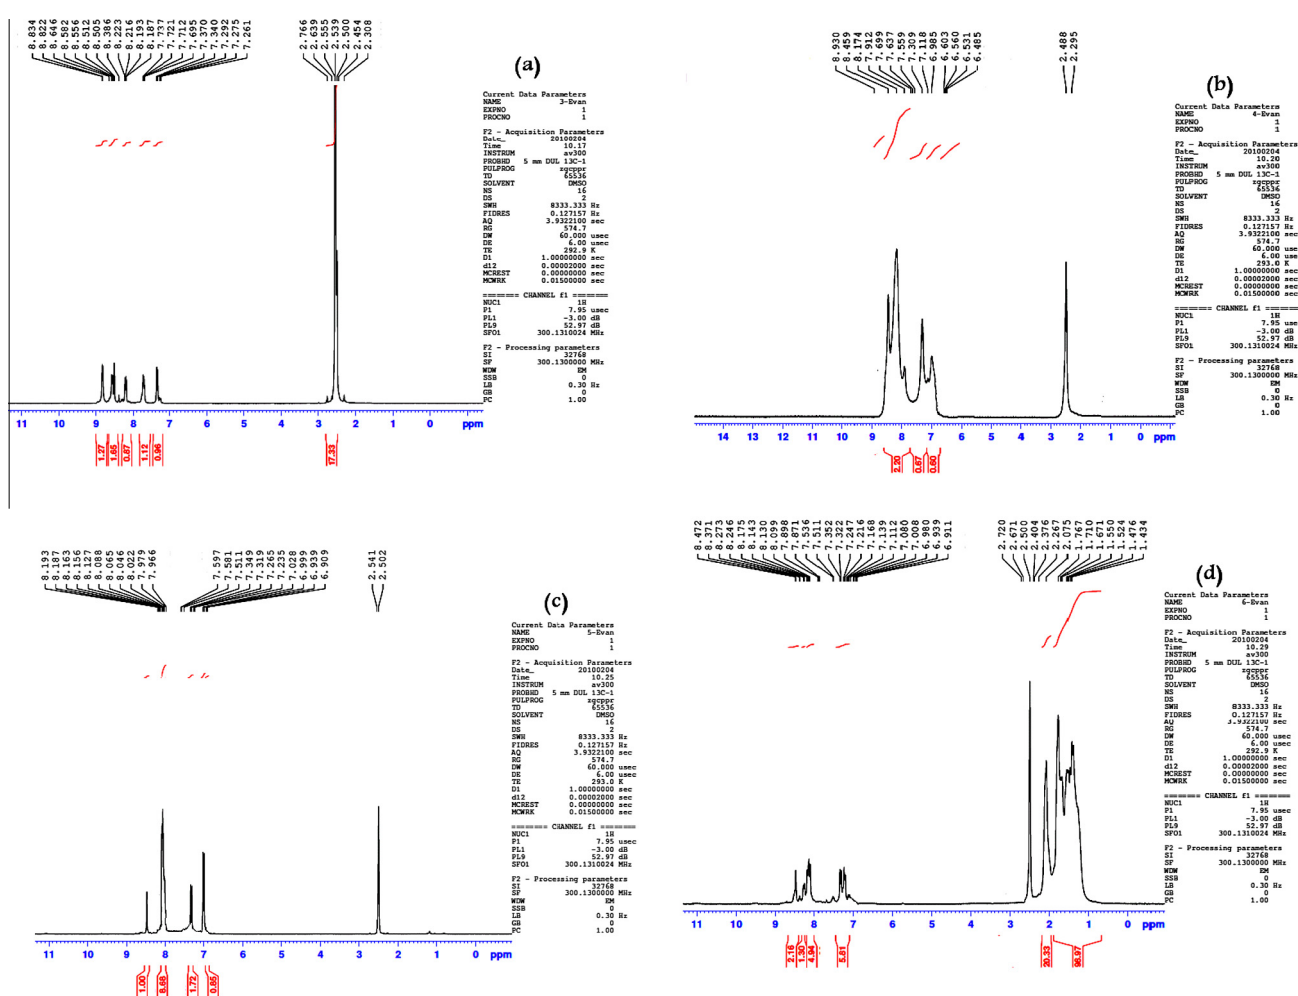 8.834
8.822
8.646
8.582
8.556
8.512
8.505
8.386
8.223
8.216
8.193
8.187
7.737
7.721
7.712
7.695
7.370
7.340
7.292
7.275
7.261
2.766
2.639
2.555
2.539
2.500
2.454
2.308
(a)
Current Data Parameters
NAME 3-Evan
EXPNO 1
PROCNO 1
F2 - Acquisition Parameters
Date_ 20100204
Time 10.17
INSTRUM av300
PROBHD 5 mm DUL 13C-1
PULPROG zgcppr
TD 65536
SOLVENT DMSO
NS 16
DS 2
SWH 8333.333 Hz
FIDRES 0.127157 Hz
AQ 3.9322100 sec
RG 574.7
DW 60.000 usec
DE 6.00 usec
TE 292.9 K
D1 1.00000000 sec
d12 0.00002000 sec
MCREST 0.00000000 sec
MCWRK 0.01500000 sec
======== CHANNEL f1 ========
NUC1 1H
P1 7.95 usec
PL1 -3.00 dB
PL9 52.97 dB
SFO1 300.1310024 MHz
F2 - Processing parameters
SI 32768
SF 300.1300000 MHz
WDW EM
SSB 0
LB 0.30 Hz
GB 0
PC 1.00
11 10 9 8 7 6 5 4 3 2 1 0 ppm
1.27
1.65
0.87
1.12
0.96
17.33
8.930
8.459
8.174
7.912
7.699
7.637
7.559
7.309
7.118
6.985
6.603
6.560
6.531
6.485
2.488
2.295
(b)
Current Data Parameters
NAME 4-Evan
EXPNO 1
PROCNO 1
F2 - Acquisition Parameters
Date_ 20100204
Time 10.20
INSTRUM av300
PROBHD 5 mm DUL 13C-1
PULPROG zgcppr
TD 65536
SOLVENT DMSO
NS 16
DS 2
SWH 8333.333 Hz
FIDRES 0.127157 Hz
AQ 3.9322100 sec
RG 574.7
DW 60.000 use
DE 6.00 use
TE 293.0 K
D1 1.00000000 sec
d12 0.00002000 sec
MCREST 0.00000000 sec
MCWRK 0.01500000 sec
======== CHANNEL f1 ========
NUC1 1H
P1 7.95 use
PL1 -3.00 dB
PL9 52.97 dB
SFO1 300.1310024 MHz
F2 - Processing parameters
SI 32768
SF 300.1300000 MHz
WDW EM
SSB 0
LB 0.30 Hz
GB 0
PC 1.00
14 13 12 11 10 9 8 7 6 5 4 3 2 1 0 -1 ppm
2.20
0.67
0.60
8.193
8.187
8.163
8.156
8.127
8.088
8.065
8.046
8.022
7.979
7.966
7.597
7.581
7.511
7.349
7.319
7.265
7.235
7.028
6.999
6.939
6.909
2.541
2.502
(c)
Current Data Parameters
NAME 5-Evan
EXPNO 1
PROCNO 1
F2 - Acquisition Parameters
Date_ 20100204
Time 10.25
INSTRUM av300
PROBHD 5 mm DUL 13C-1
PULPROG zgcppr
TD 65536
SOLVENT DMSO
NS 16
DS 2
SWH 8333.333 Hz
FIDRES 0.127157 Hz
AQ 3.9322100 sec
RG 574.7
DW 60.000 usec
DE 6.00 usec
TE 293.0 K
D1 1.00000000 sec
d12 0.00002000 sec
MCREST 0.00000000 sec
MCWRK 0.01500000 sec
======== CHANNEL f1 ========
NUC1 1H
P1 7.95 usec
PL1 -3.00 dB
PL9 52.97 dB
SFO1 300.1310024 MHz
F2 - Processing parameters
SI 32768
SF 300.1300000 MHz
WDW EM
SSB 0
LB 0.30 Hz
GB 0
PC 1.00
11 10 9 8 7 6 5 4 3 2 1 0 ppm
1.00
8.68
1.72
0.85
8.472
8.371
8.273
8.246
8.175
8.143
8.130
8.099
7.898
7.871
7.536
7.511
7.352
7.322
7.247
7.216
7.168
7.139
7.112
7.080
7.008
6.980
6.939
6.911
2.720
2.671
2.500
2.404
2.376
2.267
2.075
1.767
1.710
1.671
1.550
1.524
1.476
1.434
(d)
Current Data Parameters
NAME 6-Evan
EXPNO 1
PROCNO 1
F2 - Acquisition Parameters
Date_ 20100204
Time 10.29
INSTRUM av300
PROBHD 5 mm DUL 13C-1
PULPROG zgcppr
TD 65536
SOLVENT DMSO
NS 16
DS 2
SWH 8333.333 Hz
FIDRES 0.127157 Hz
AQ 3.9322100 sec
RG 574.7
DW 60.000 usec
DE 6.00 usec
TE 292.9 K
D1 1.00000000 sec
d12 0.00002000 sec
MCREST 0.00000000 sec
MCWRK 0.01500000 sec
======== CHANNEL f1 ========
NUC1 1H
P1 7.95 usec
PL1 -3.00 dB
PL9 52.97 dB
SFO1 300.1310024 MHz
F2 - Processing parameters
SI 32768
SF 300.1300000 MHz
WDW EM
SSB 0
LB 0.30 Hz
GB 0
PC 1.00
11 10 9 8 7 6 5 4 3 2 1 0 ppm
2.16
1.30
4.94
5.61
20.33
98.97